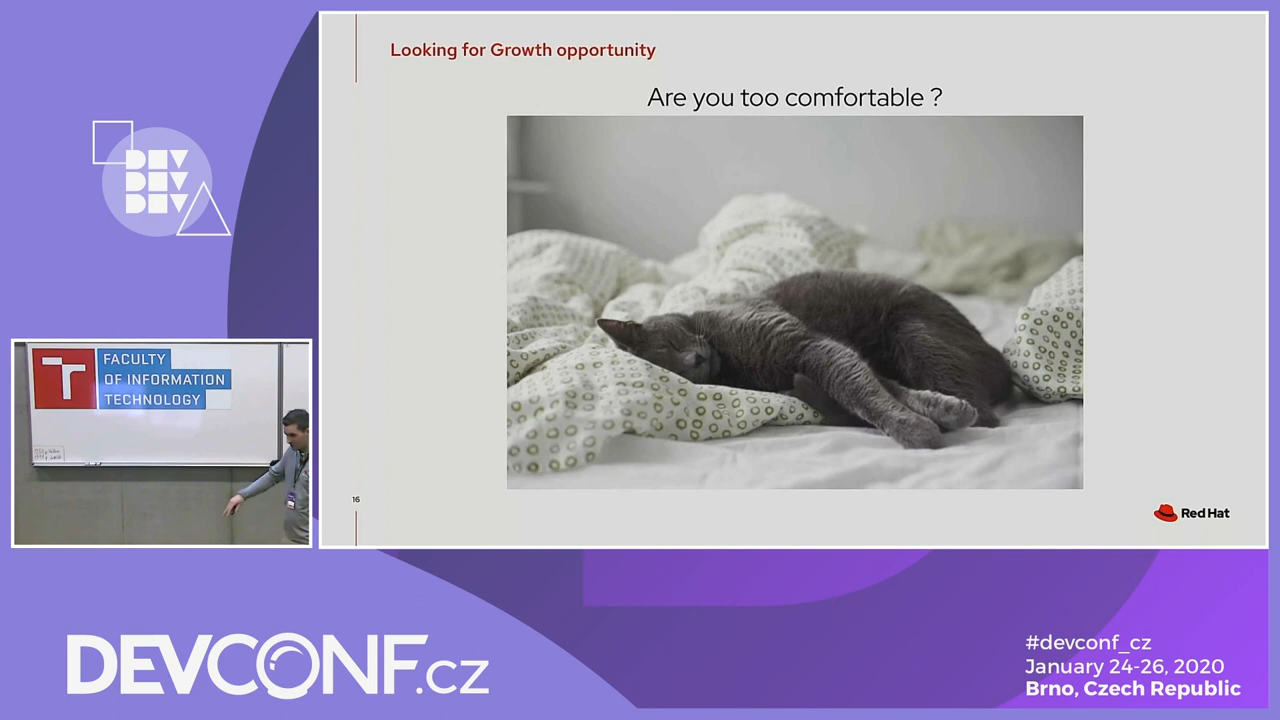 Looking for Growth opportunity
Are you too comfortable ?
DEV
DEV
DEV
FACULTY
OF INFORMATION
TECHNOLOGY
16
Red Hat
DEVCONF.cz
#devconf_cz
January 24-26, 2020
Brno, Czech Republic